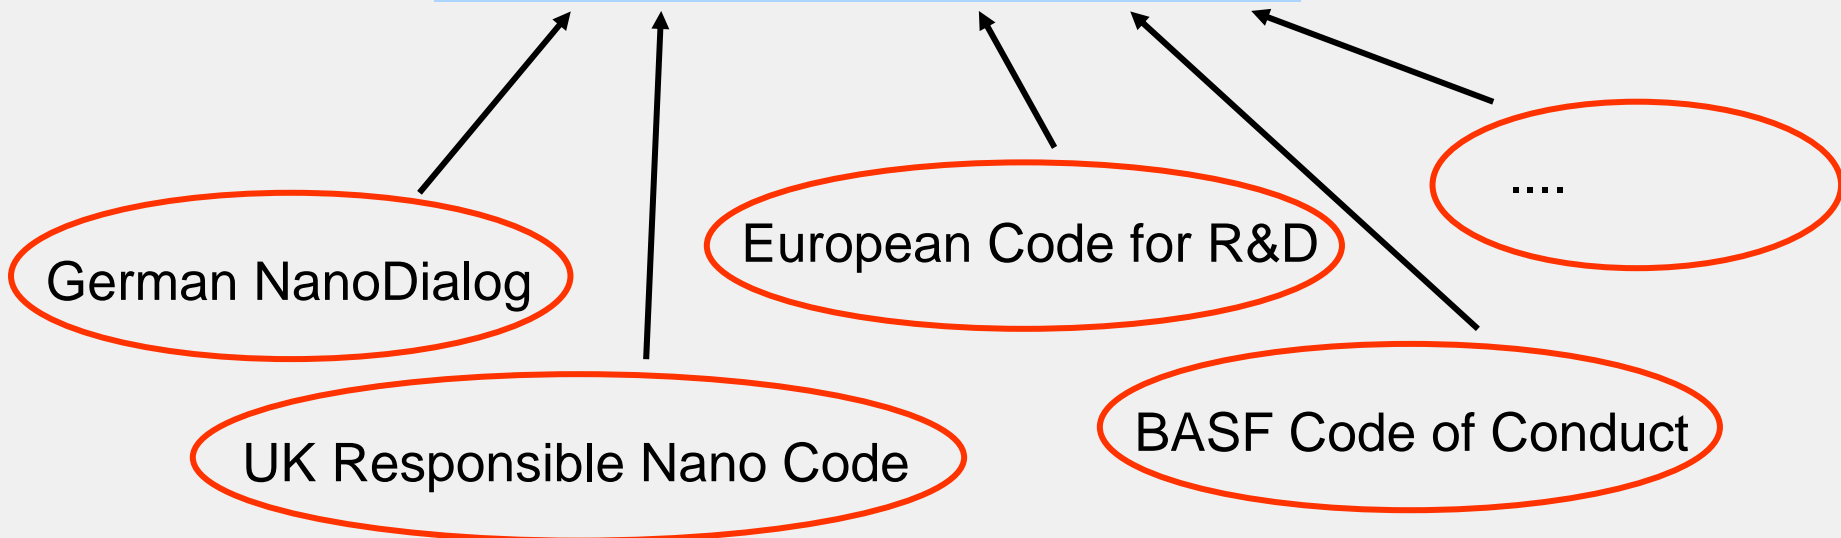 ....
European Code for R&D
German NanoDialog
BASF Code of Conduct
UK Responsible Nano Code